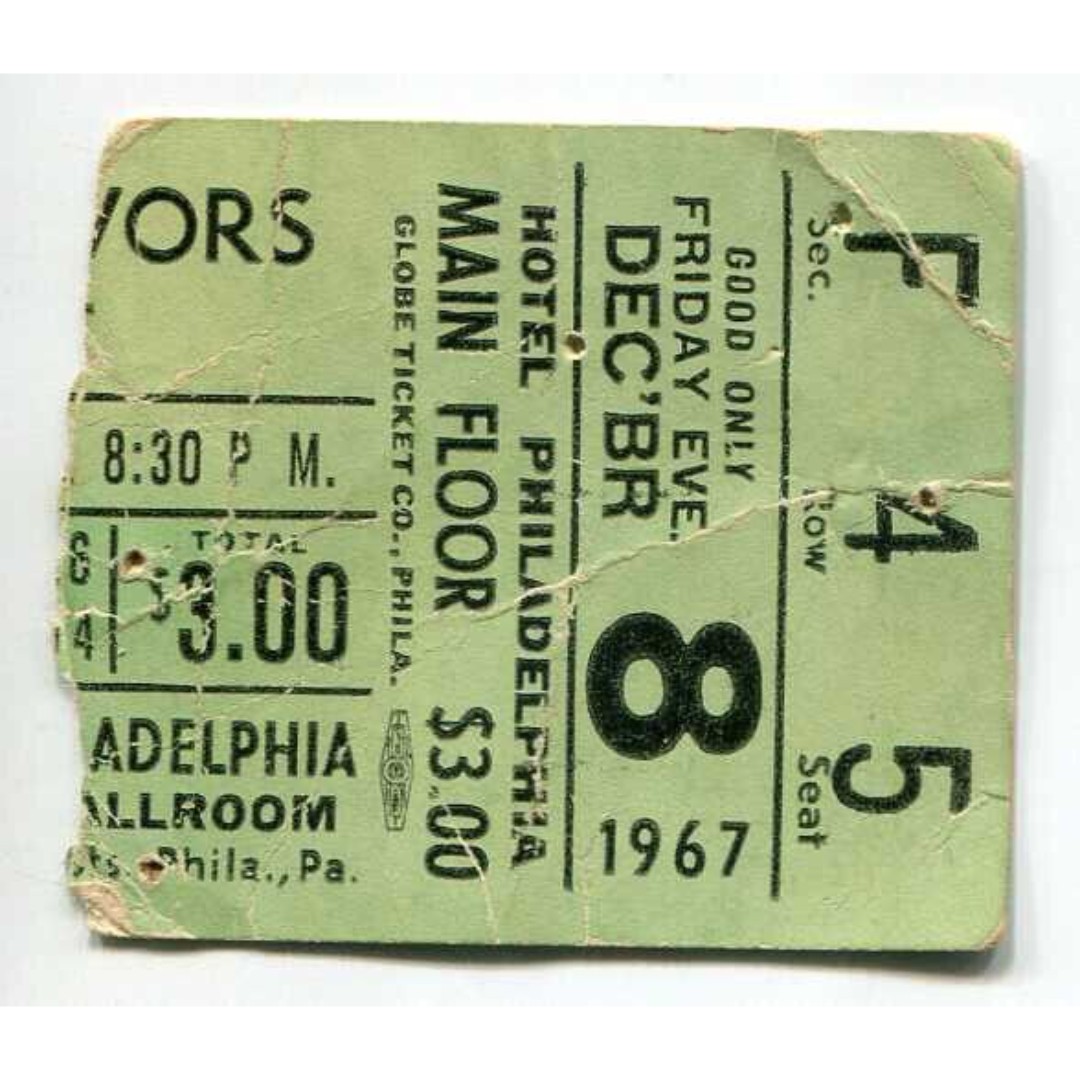 VORS
8:30 P M.
TOTAL
$3.00
ADELPHIA
ALLROOM
Sts. Phila., Pa.
GLOBE TICKET CO., PHILA.
MAIN FLOOR $3.00
HOTEL PHILADELPHIA
GOOD ONLY
FRIDAY EVE.
DEC'BR 8 1967
Sec. Row Seat
F 4 5